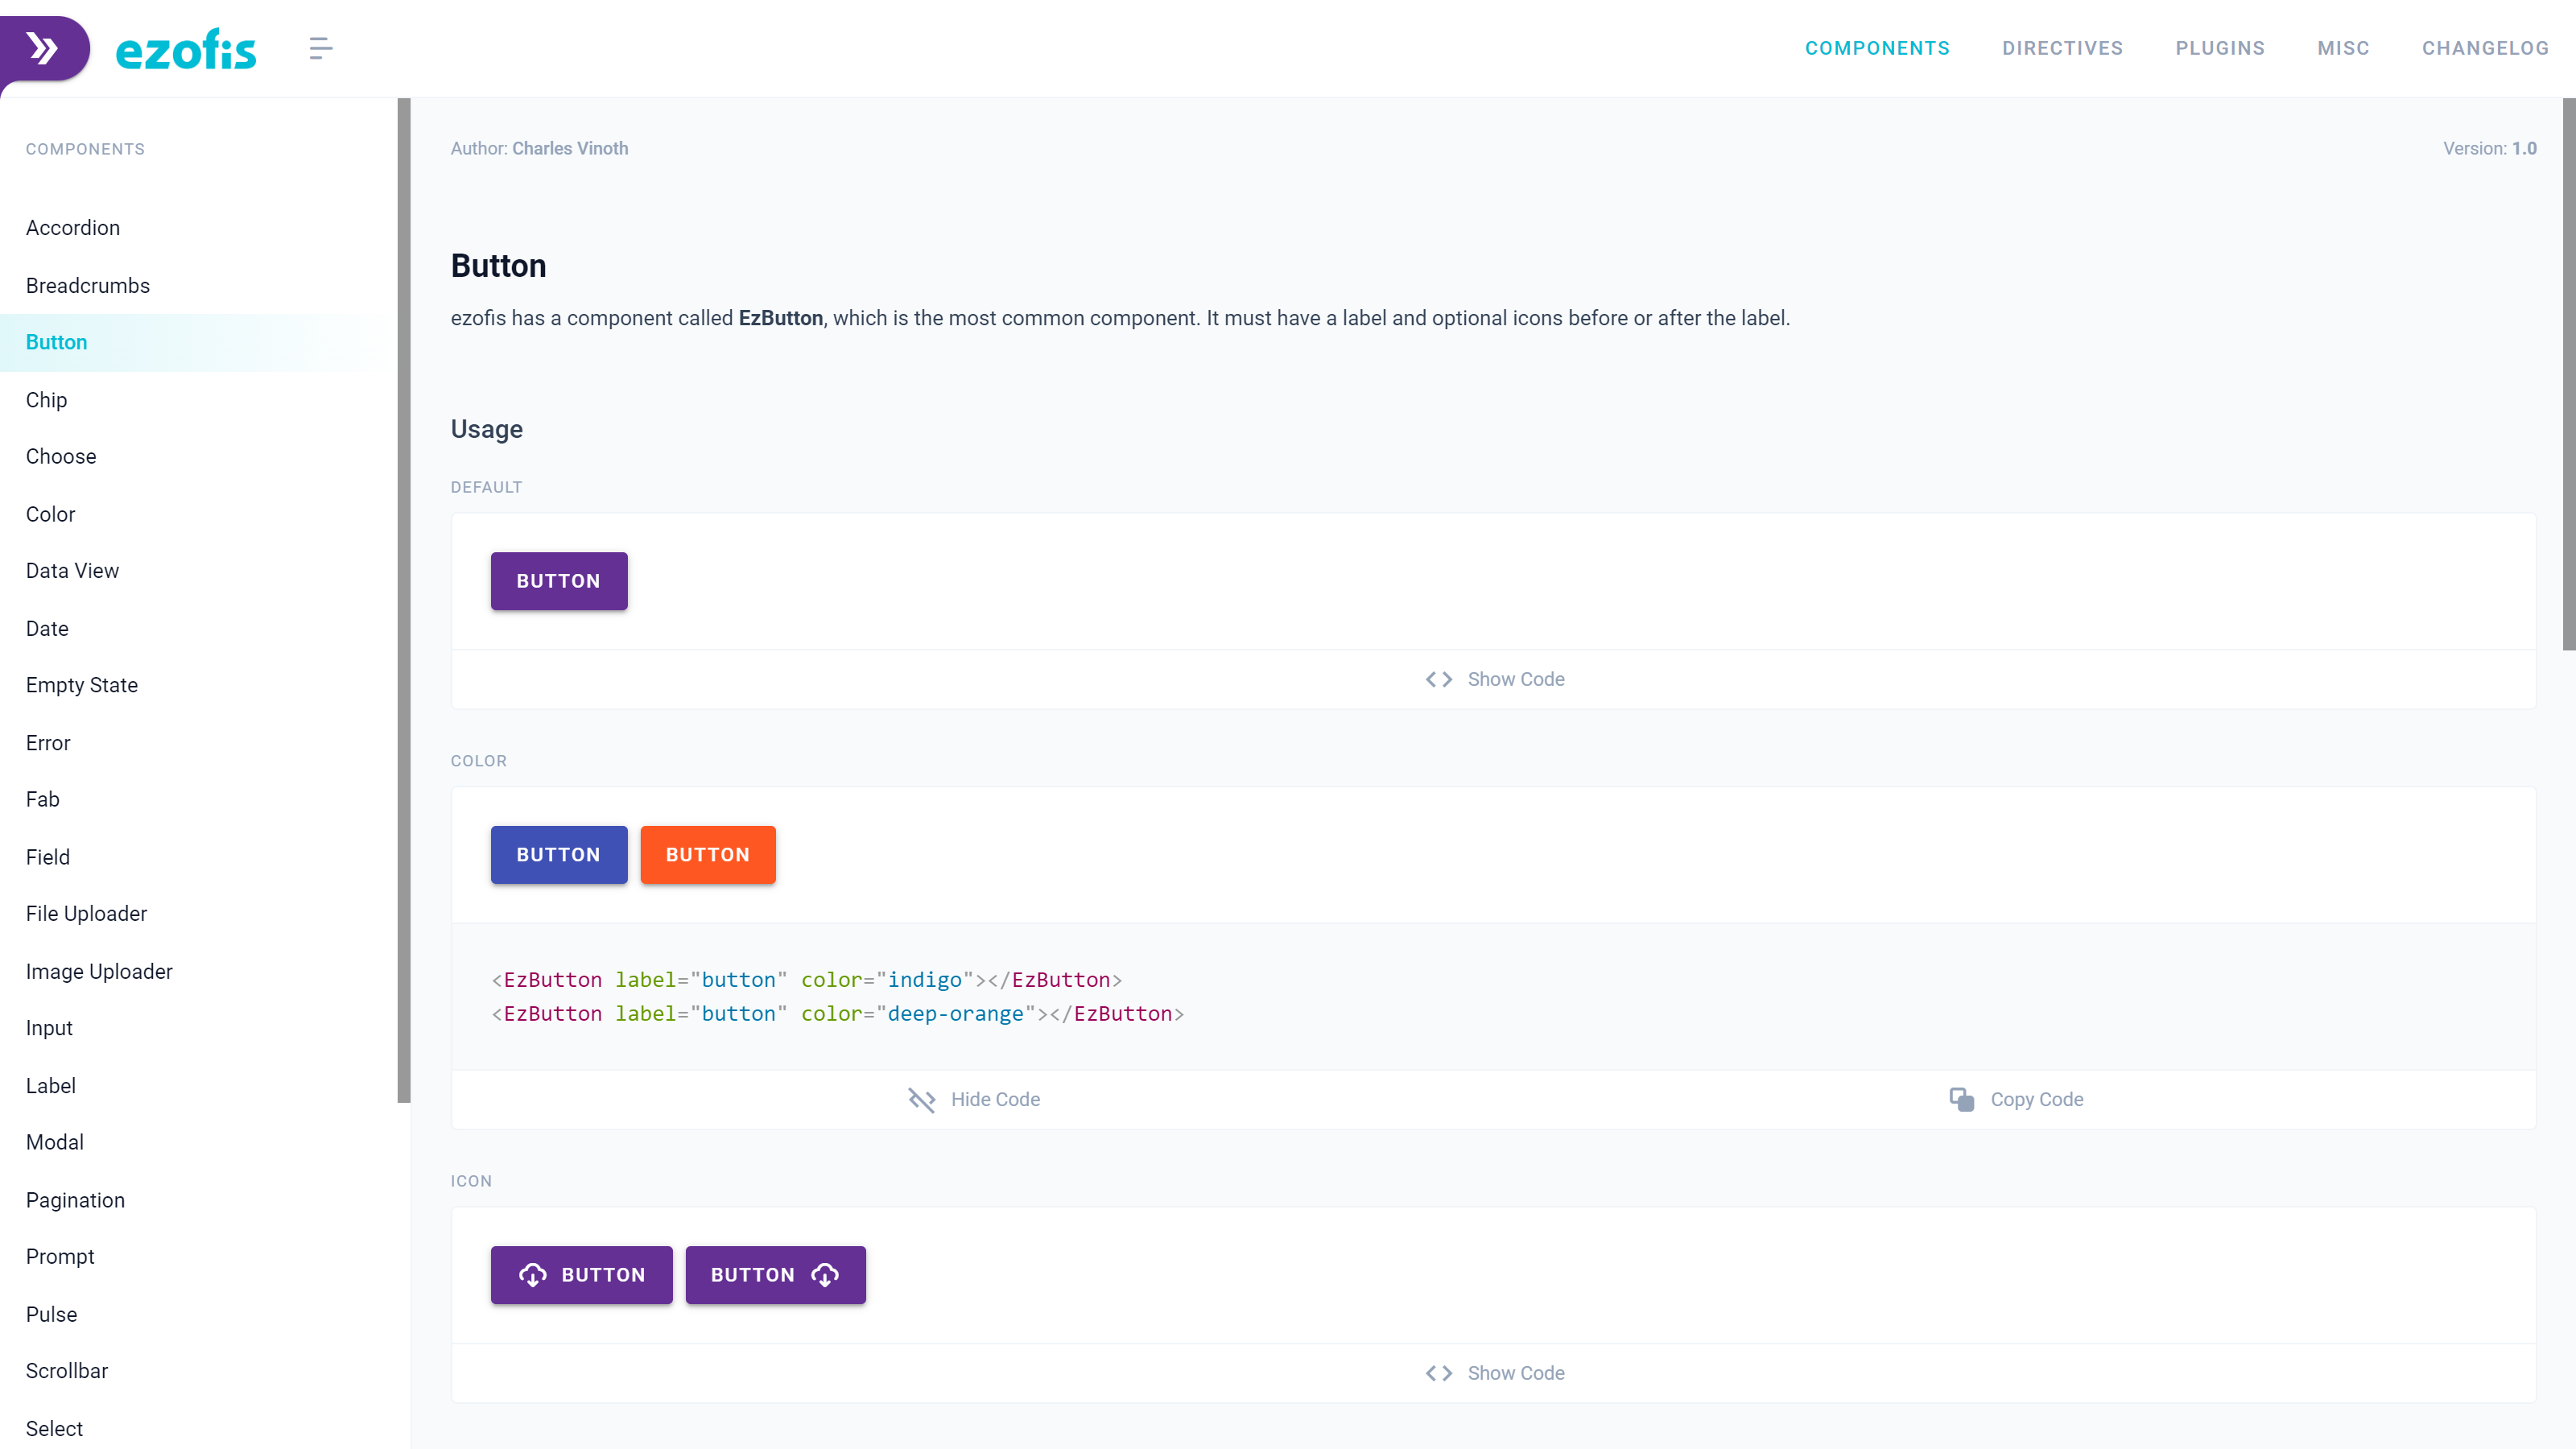 ezofis
COMPONENTS
DIRECTIVES
PLUGINS
MISC
CHANGELOG
COMPONENTS
Accordion
Breadcrumbs
Button
Chip
Choose
Color
Data View
Date
Empty State
Error
Fab
Field
File Uploader
Image Uploader
Input
Label
Modal
Pagination
Prompt
Pulse
Scrollbar
Select
Author: Charles Vinoth
Version: 1.0
Button
ezofis has a component called EzButton, which is the most common component. It must have a label and optional icons before or after the label.
Usage
DEFAULT
BUTTON
Show Code
COLOR
BUTTON BUTTON
<EzButton label="button" color="indigo"></EzButton>
<EzButton label="button" color="deep-orange"></EzButton>
Hide Code
Copy Code
ICON
BUTTON BUTTON
Show Code